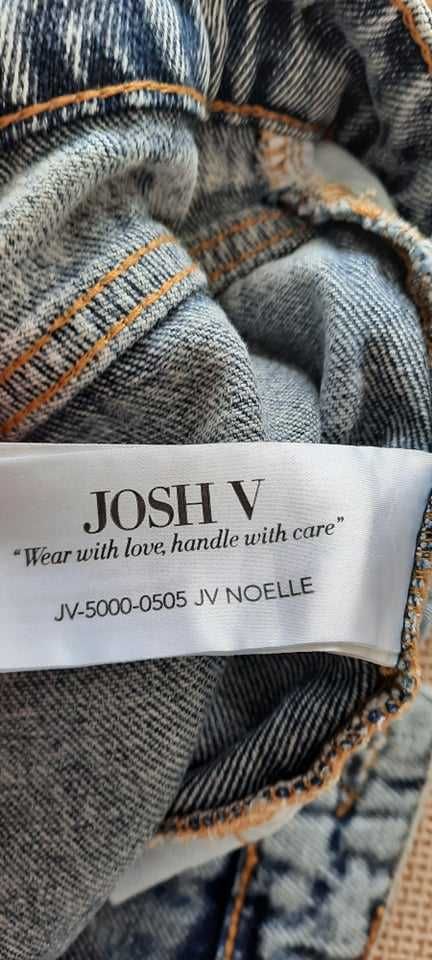 JOSH V
“Wear with love, handle with care”
JV-5000-0505 JV NOELLE